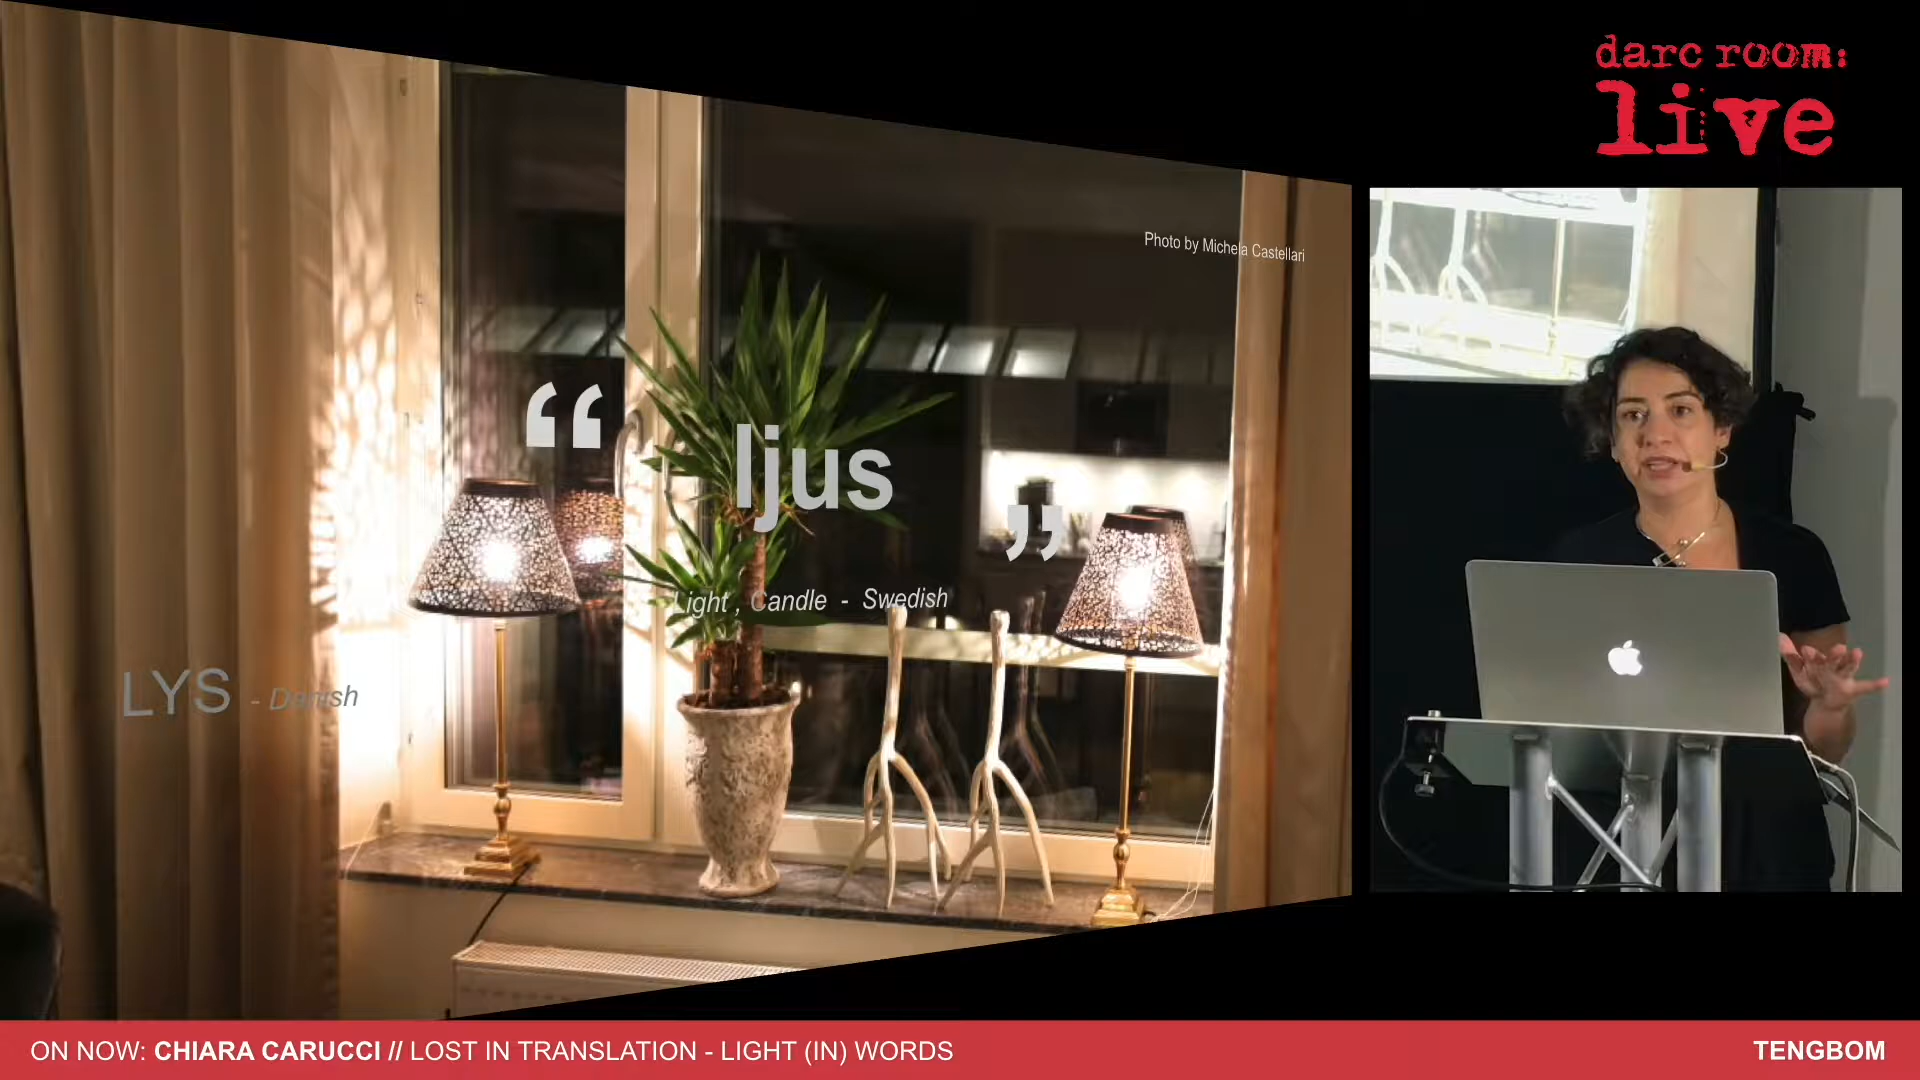 darc room:
live
Photo by Michela Castellari
“ ljus ”
Light , Candle - Swedish
LYS - Danish
ON NOW: CHIARA CARUCCI // LOST IN TRANSLATION - LIGHT (IN) WORDS
TENGBOM